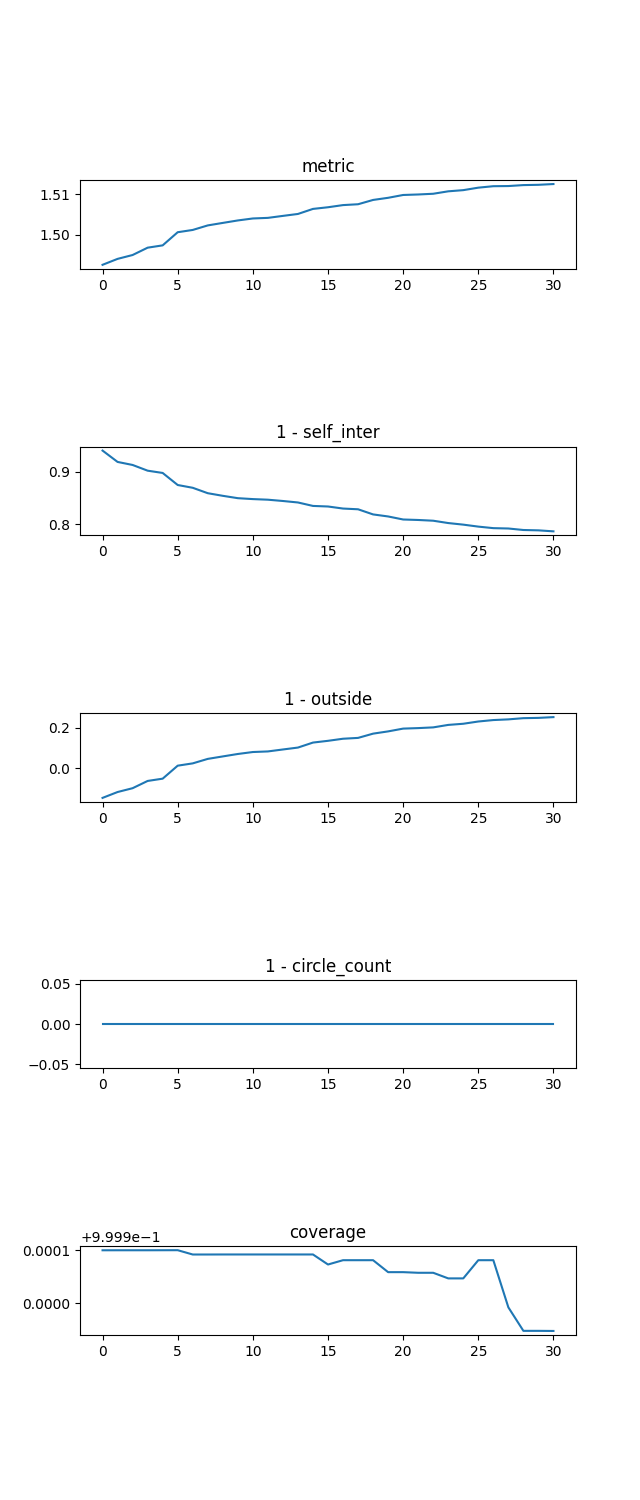 metric
1.51
1.50
0 5 10 15 20 25 30
1 - self_inter
0.9
0.8
0 5 10 15 20 25 30
1 - outside
0.2
0.0
0 5 10 15 20 25 30
1 - circle_count
0.05
0.00
−0.05
0 5 10 15 20 25 30
coverage
+9.999e−1
0.0001
0.0000
0 5 10 15 20 25 30